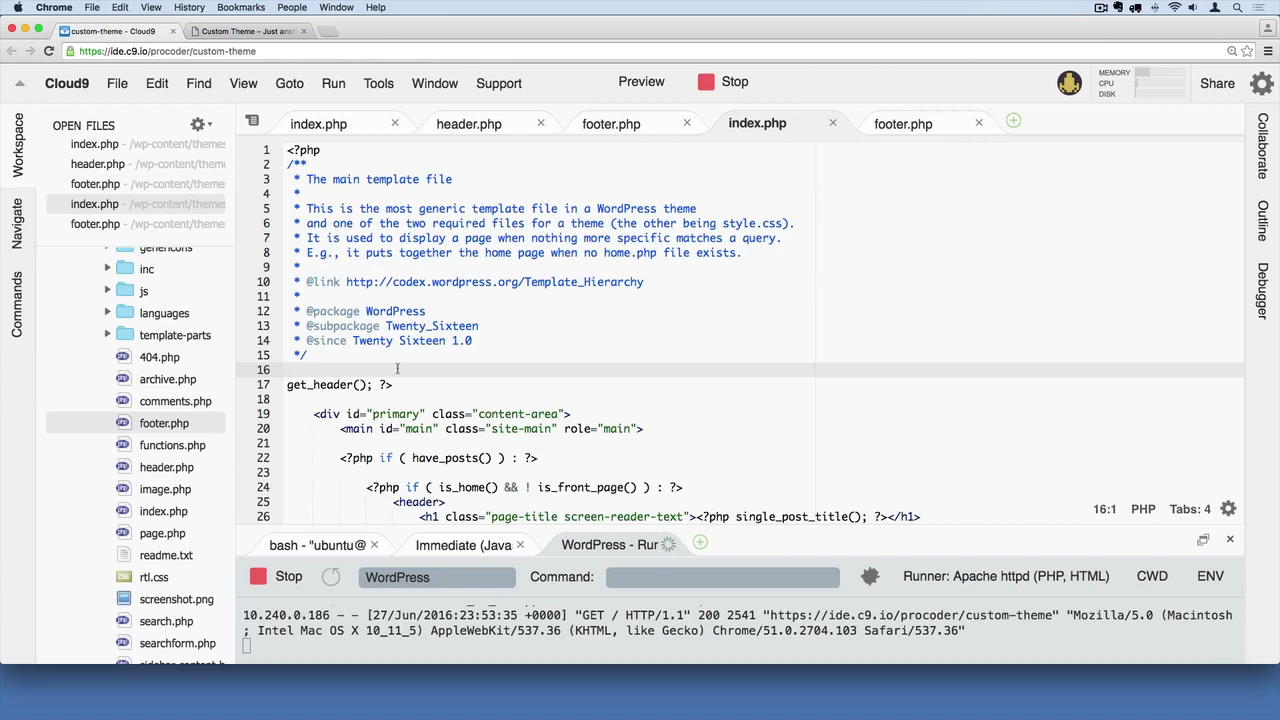 Chrome File Edit View History Bookmarks People Window Help
custom-theme - Cloud9 × Custom Theme – Just ano ×
https://ide.c9.io/procoder/custom-theme
Cloud9 File Edit Find View Goto Run Tools Window Support Preview Stop MEMORY CPU DISK Share
Workspace
Navigate
Commands
OPEN FILES
index.php - /wp-content/themes
header.php - /wp-content/theme
footer.php - /wp-content/themes
index.php - /wp-content/themes
footer.php - /wp-content/themes
genericons
inc
js
languages
template-parts
404.php
archive.php
comments.php
footer.php
functions.php
header.php
image.php
index.php
page.php
readme.txt
rtl.css
screenshot.png
search.php
searchform.php
index.php × header.php × footer.php × index.php × footer.php ×
1 <?php
2 /**
3 * The main template file
4 *
5 * This is the most generic template file in a WordPress theme
6 * and one of the two required files for a theme (the other being style.css).
7 * It is used to display a page when nothing more specific matches a query.
8 * E.g., it puts together the home page when no home.php file exists.
9 *
10 * @link http://codex.wordpress.org/Template_Hierarchy
11 *
12 * @package WordPress
13 * @subpackage Twenty_Sixteen
14 * @since Twenty Sixteen 1.0
15 */
16
17 get_header(); ?>
18
19 <div id="primary" class="content-area">
20 <main id="main" class="site-main" role="main">
21
22 <?php if ( have_posts() ) : ?>
23
24 <?php if ( is_home() && ! is_front_page() ) : ?>
25 <header>
26 <h1 class="page-title screen-reader-text"><?php single_post_title(); ?></h1>
16:1 PHP Tabs: 4
Collaborate
Outline
Debugger
bash - "ubuntu@ × Immediate (Java × WordPress - Rur
Stop WordPress Command: Runner: Apache httpd (PHP, HTML) CWD ENV
10.240.0.186 - - [27/Jun/2016:23:53:35 +0000] "GET / HTTP/1.1" 200 2541 "https://ide.c9.io/procoder/custom-theme" "Mozilla/5.0 (Macintosh
; Intel Mac OS X 10_11_5) AppleWebKit/537.36 (KHTML, like Gecko) Chrome/51.0.2704.103 Safari/537.36"